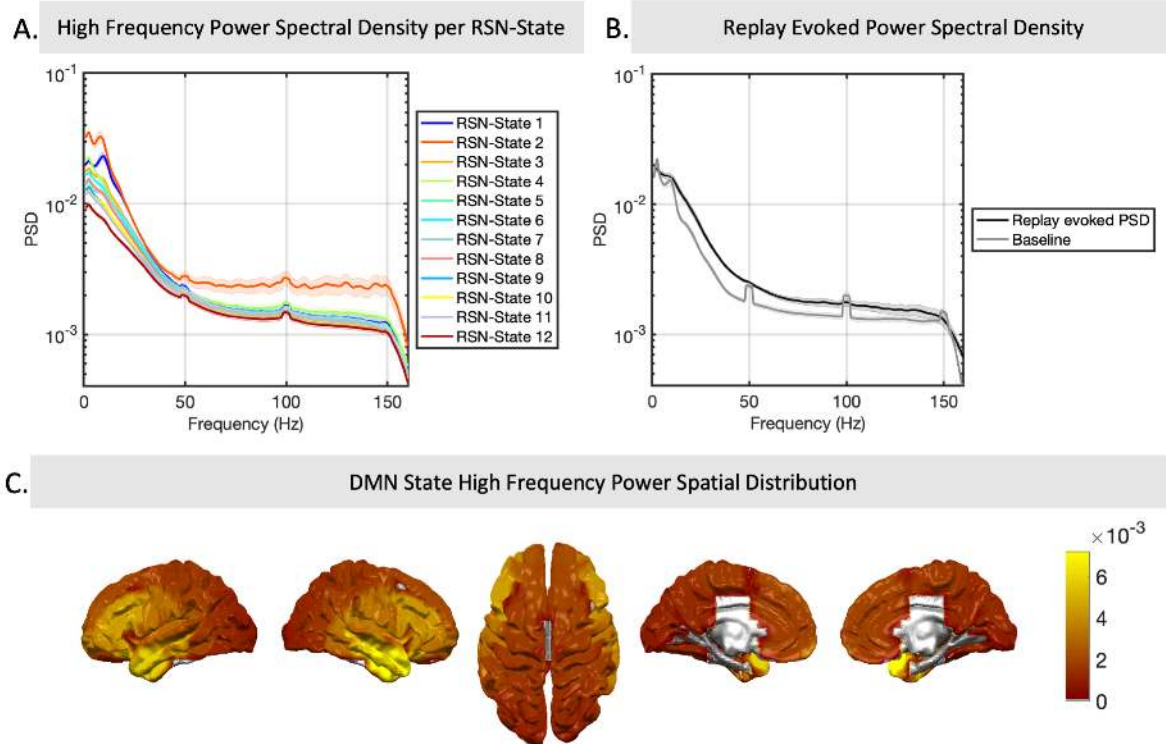 A. High Frequency Power Spectral Density per RSN-State
10⁻¹
10⁻²
10⁻³
PSD
0 50 100 150
Frequency (Hz)
RSN-State 1
RSN-State 2
RSN-State 3
RSN-State 4
RSN-State 5
RSN-State 6
RSN-State 7
RSN-State 8
RSN-State 9
RSN-State 10
RSN-State 11
RSN-State 12
B. Replay Evoked Power Spectral Density
10⁻¹
10⁻²
10⁻³
PSD
0 50 100 150
Frequency (Hz)
Replay evoked PSD
Baseline
C. DMN State High Frequency Power Spatial Distribution
×10⁻³
6
4
2
0